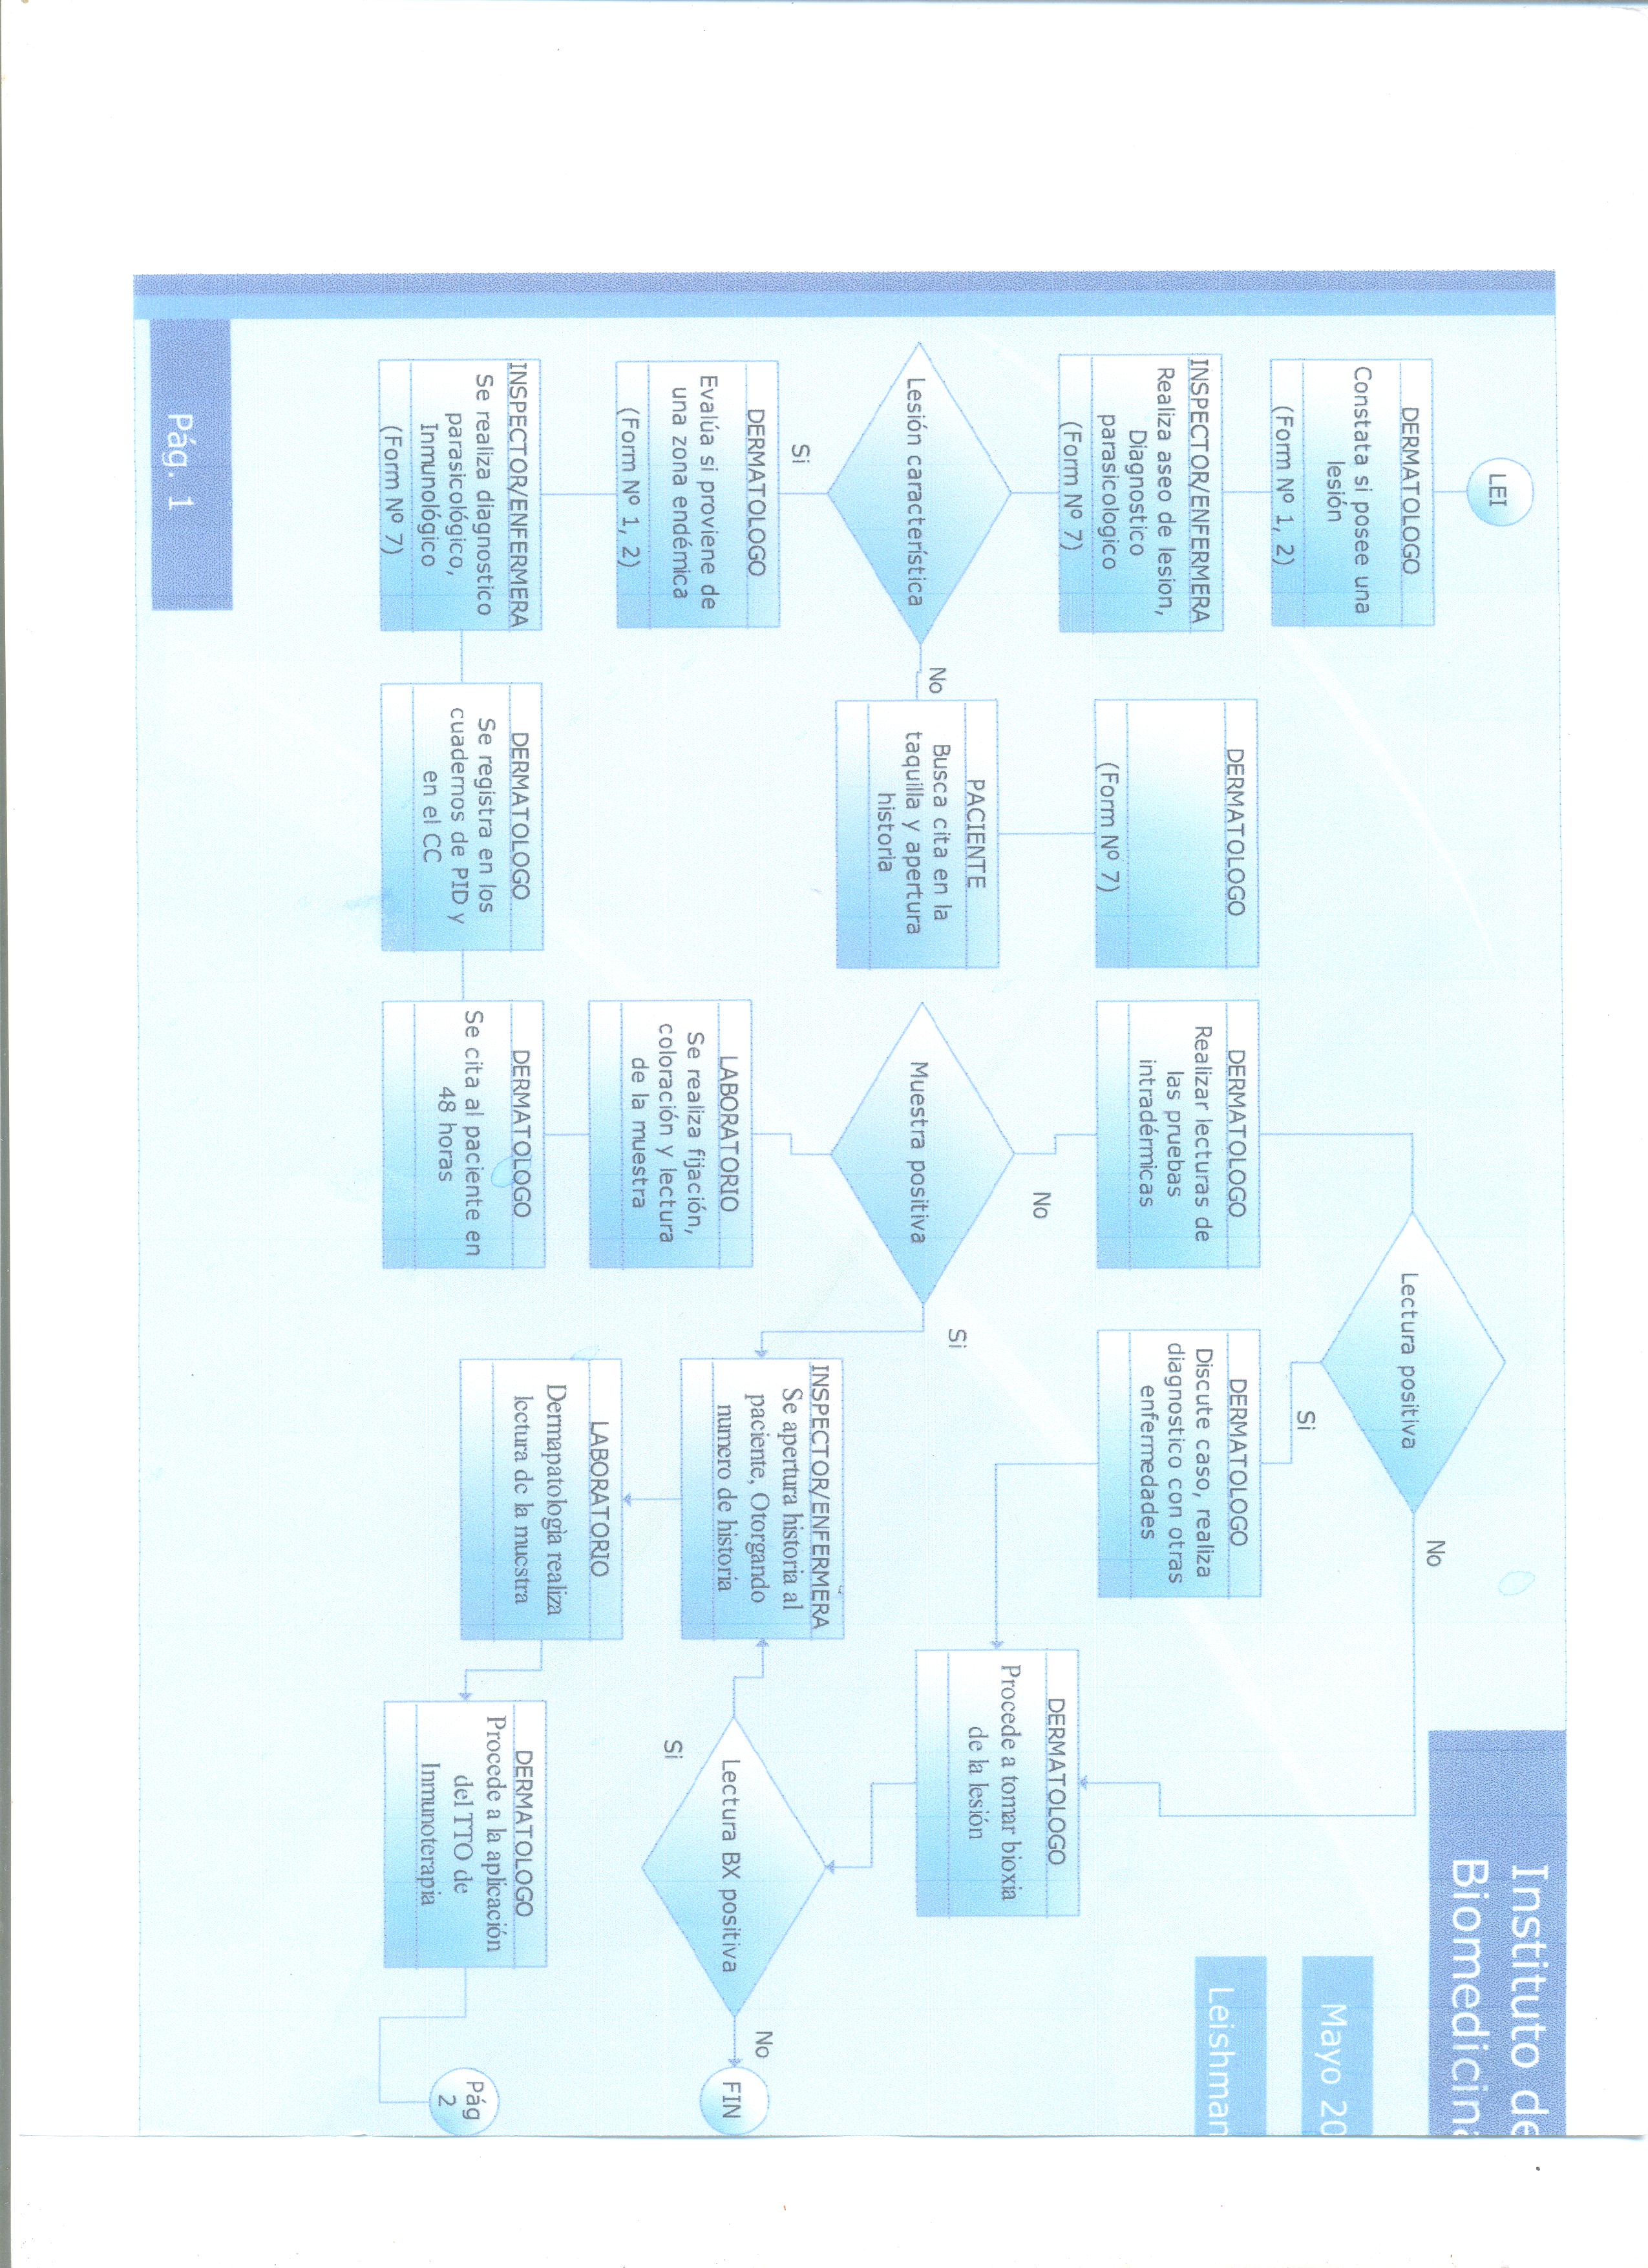 Instituto de
Biomedicin
Mayo 20
Leishman
LEI
DERMATOLOGO
Constata si posee una
lesión
(Form Nº 1, 2)
INSPECTOR/ENFERMERA
Realiza aseo de lesion,
Diagnostico
parasicologico
(Form Nº 7)
Lesión característica
Si
No
DERMATOLOGO
Evalúa si proviene de
una zona endémica
(Form Nº 1, 2)
INSPECTOR/ENFERMERA
Se realiza diagnostico
parasicológico,
Inmunológico
(Form Nº 7)
DERMATOLOGO
(Form Nº 7)
PACIENTE
Busca cita en la
taquilla y apertura
historia
DERMATOLOGO
Se registra en los
cuadernos de PID y
en el CC
DERMATOLOGO
Se cita al paciente en
48 horas
LABORATORIO
Se realiza fijación,
coloración y lectura
de la muestra
Muestra positiva
No
Si
DERMATOLOGO
Realizar lecturas de
las pruebas
intradérmicas
Lectura positiva
Si
No
DERMATOLOGO
Discute caso, realiza
diagnostico con otras
enfermedades
DERMATOLOGO
Procede a tomar bioxia
de la lesión
INSPECTOR/ENFERMERA
Se apertura historia al
paciente, Otorgando
numero de historia
LABORATORIO
Dermapatologìa realiza
lectura de la muestra
Lectura BX positiva
Si
No
FIN
DERMATOLOGO
Procede a la aplicación
del TTO de
Inmunoterapia
Pág
2
Pág. 1